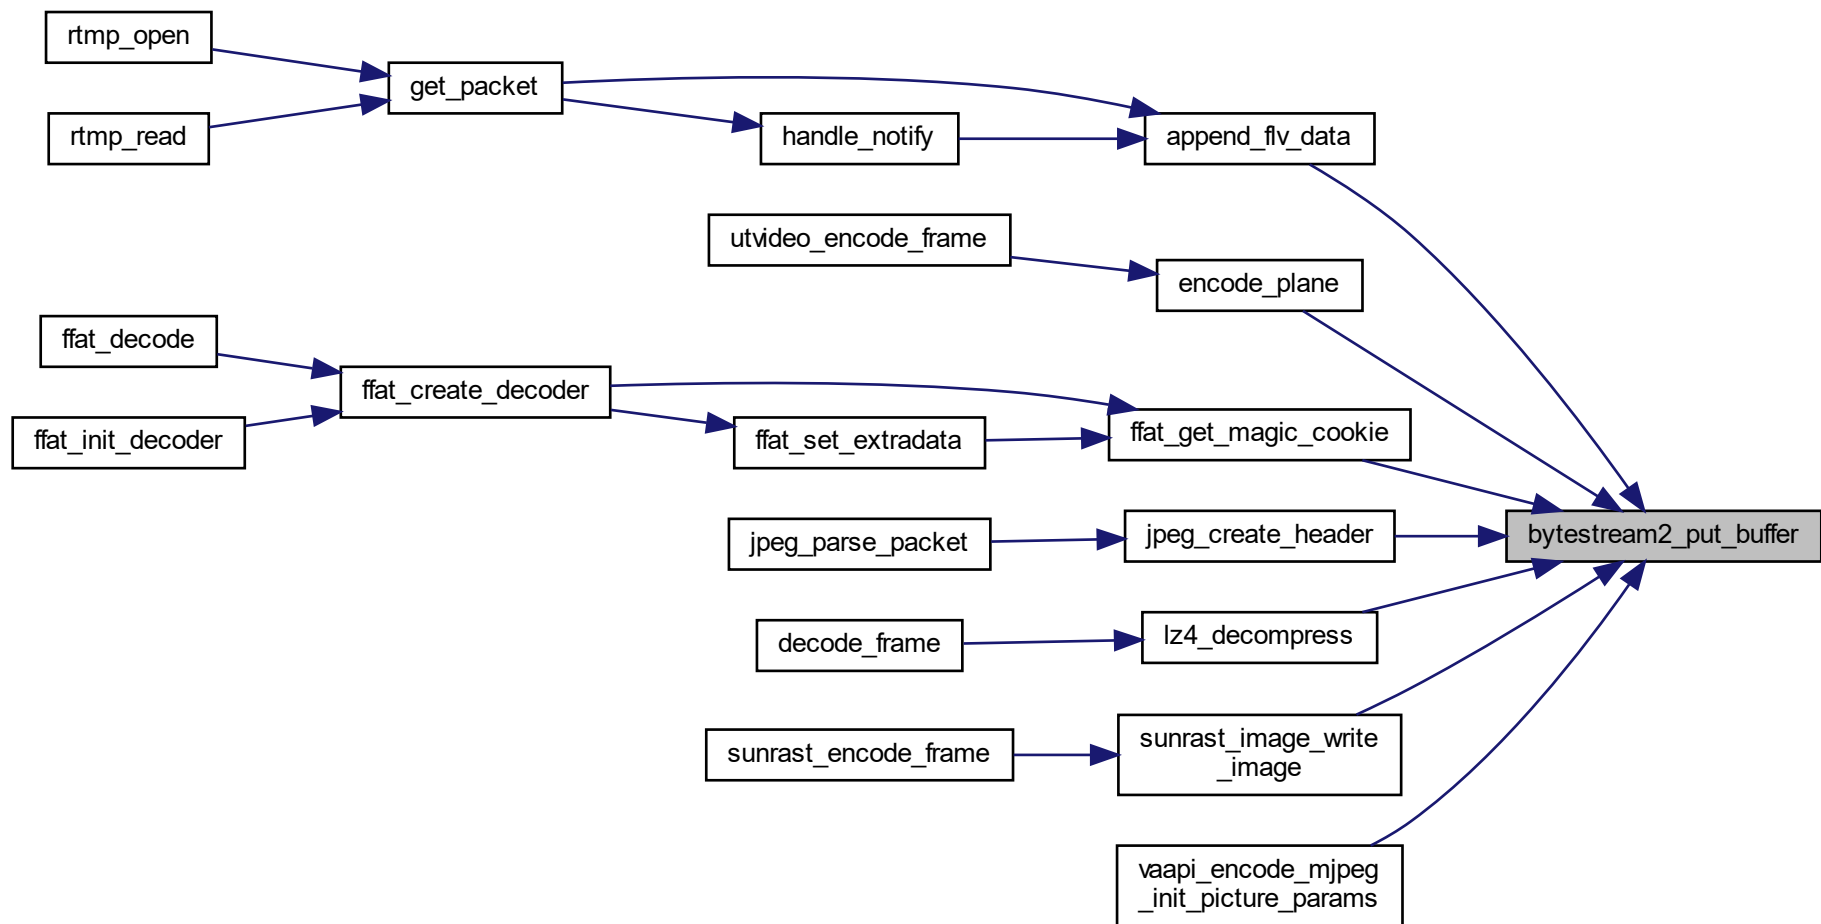 rtmp_open
get_packet
rtmp_read
handle_notify
append_flv_data
utvideo_encode_frame
encode_plane
ffat_decode
ffat_create_decoder
ffat_init_decoder
ffat_set_extradata
ffat_get_magic_cookie
jpeg_parse_packet
jpeg_create_header
bytestream2_put_buffer
decode_frame
lz4_decompress
sunrast_encode_frame
sunrast_image_write
_image
vaapi_encode_mjpeg
_init_picture_params